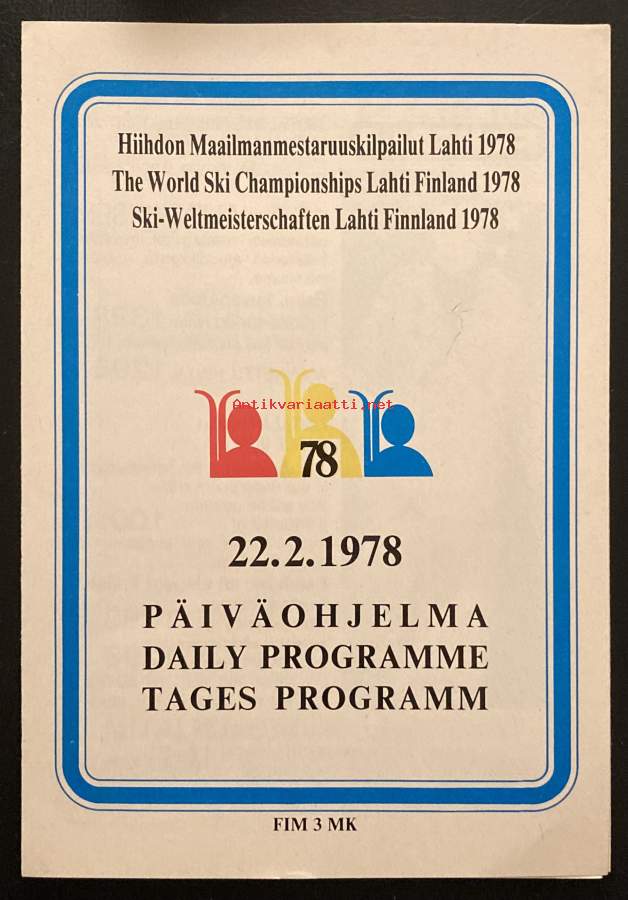 Hiihdon Maailmanmestaruuskilpailut Lahti 1978
The World Ski Championships Lahti Finland 1978
Ski-Weltmeisterschaften Lahti Finnland 1978
Antikvariaatti.net
78
22.2.1978
PÄIVÄOHJELMA
DAILY PROGRAMME
TAGES PROGRAMM
FIM 3 MK